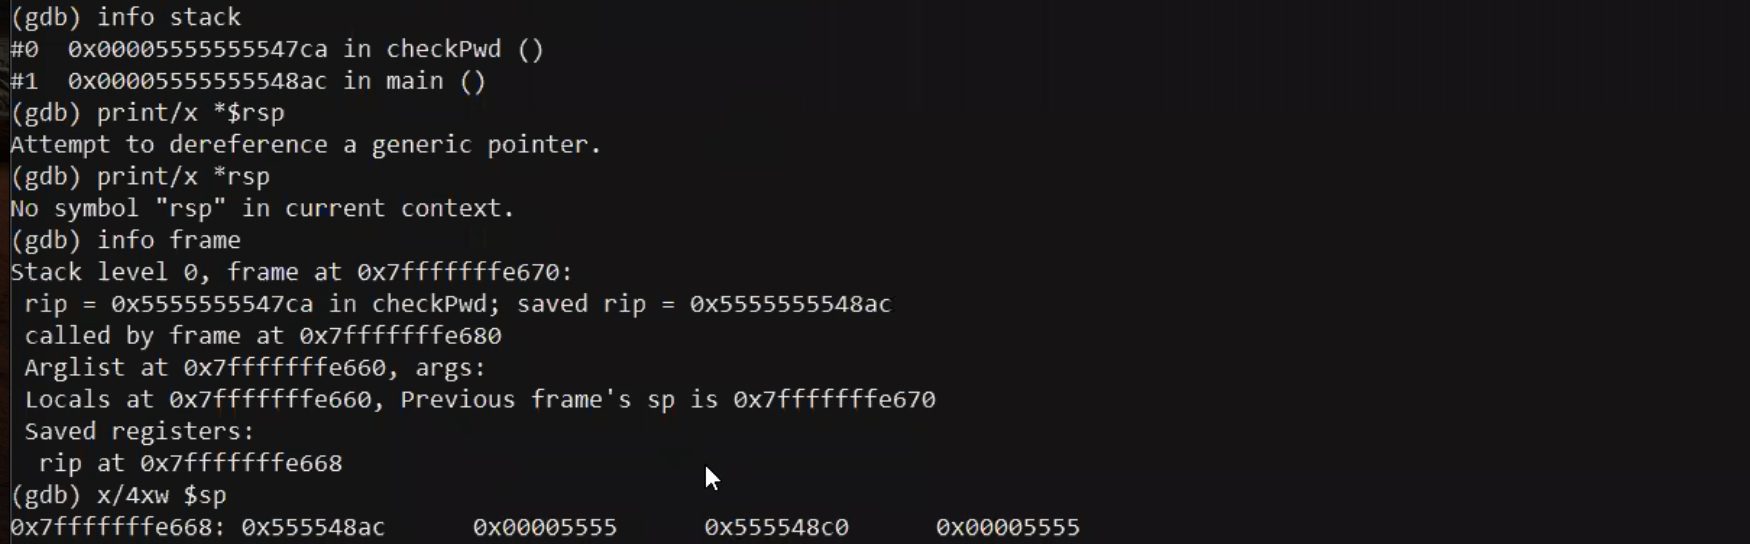 (gdb) info stack
#0  0x00005555555547ca in checkPwd ()
#1  0x00005555555548ac in main ()
(gdb) print/x *$rsp
Attempt to dereference a generic pointer.
(gdb) print/x *rsp
No symbol "rsp" in current context.
(gdb) info frame
Stack level 0, frame at 0x7fffffffe670:
 rip = 0x5555555547ca in checkPwd; saved rip = 0x5555555548ac
 called by frame at 0x7fffffffe680
 Arglist at 0x7fffffffe660, args:
 Locals at 0x7fffffffe660, Previous frame's sp is 0x7fffffffe670
 Saved registers:
  rip at 0x7fffffffe668
(gdb) x/4xw $sp
0x7fffffffe668: 0x555548ac      0x00005555      0x555548c0      0x00005555